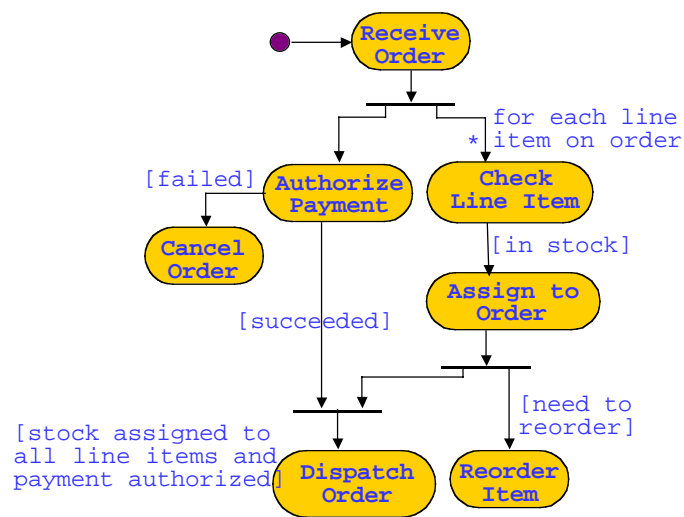 Receive
Order
for each line
* item on order
[failed]
Authorize
Payment
Check
Line Item
Cancel
Order
[in stock]
Assign to
Order
[succeeded]
[need to
reorder]
[stock assigned to
all line items and
payment authorized]
Dispatch
Order
Reorder
Item